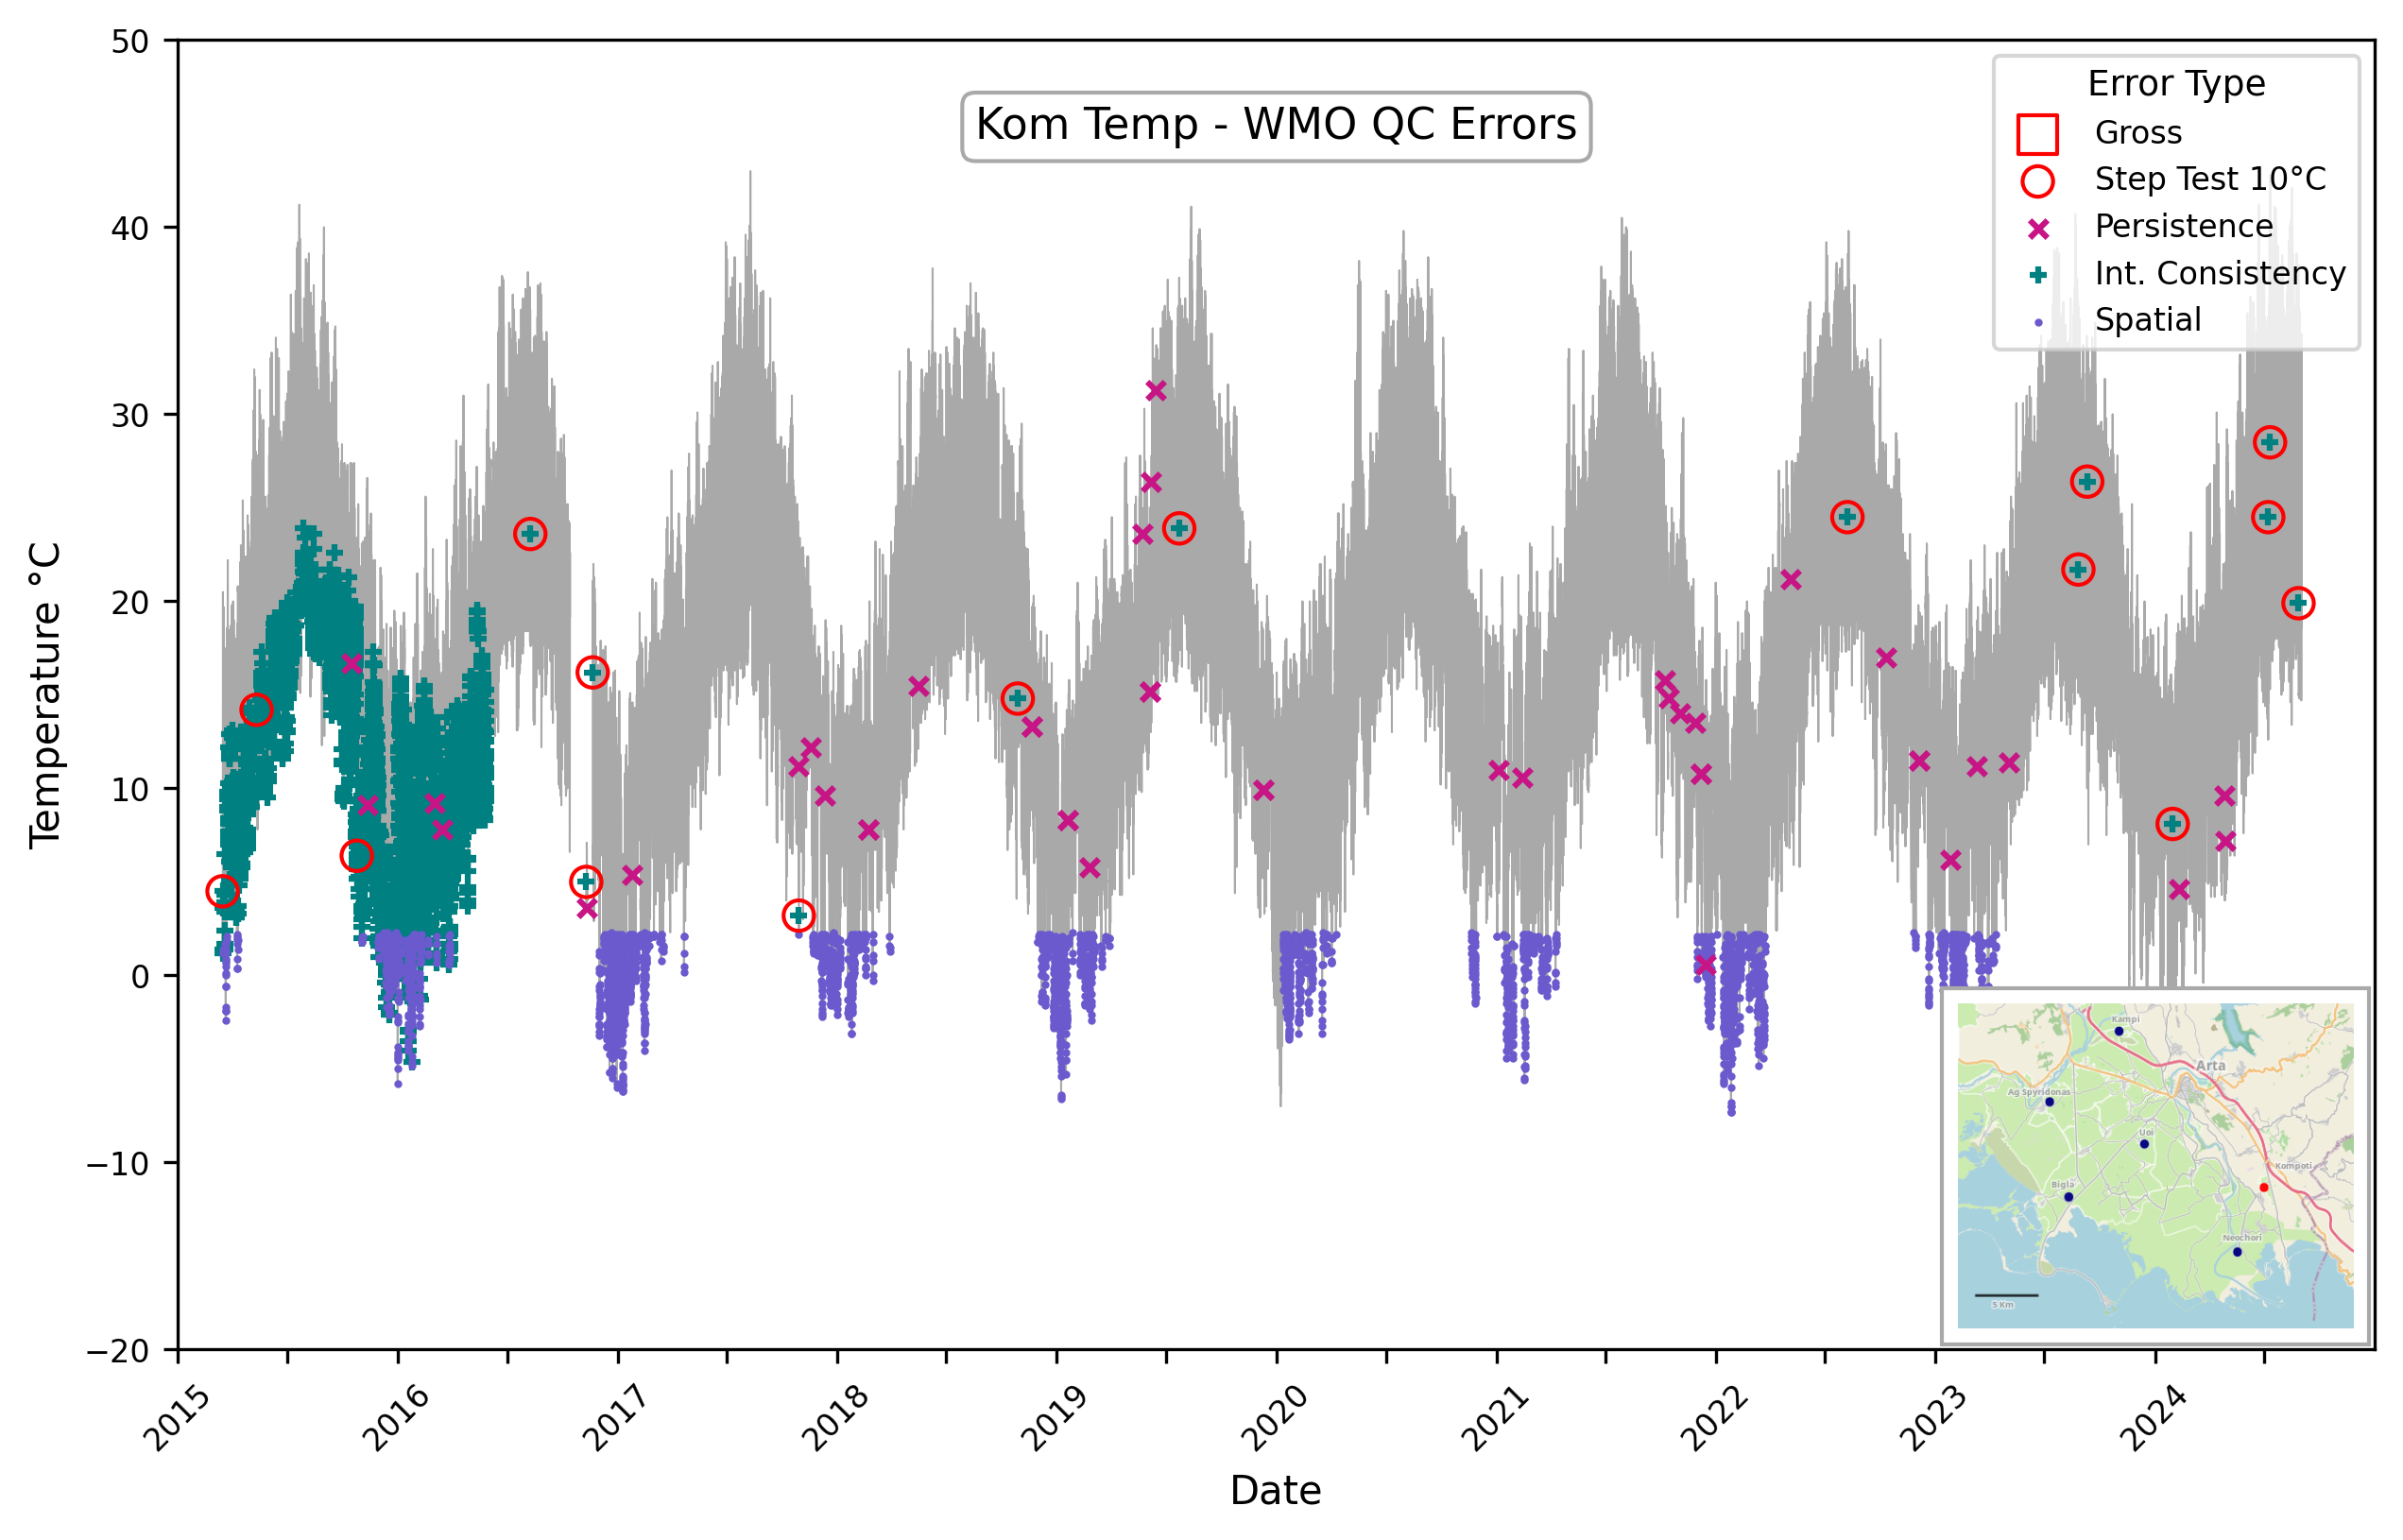 Kom Temp - WMO QC Errors
Error Type
Gross
Step Test 10°C
Persistence
Int. Consistency
Spatial
Temperature °C
50
40
30
20
10
0
−10
−20
Kampi
Arta
Ag Spyridonas
Uoi
Kompoti
Bigla
Neochori
5 Km
2015
2016
2017
2018
2019
2020
2021
2022
2023
2024
Date